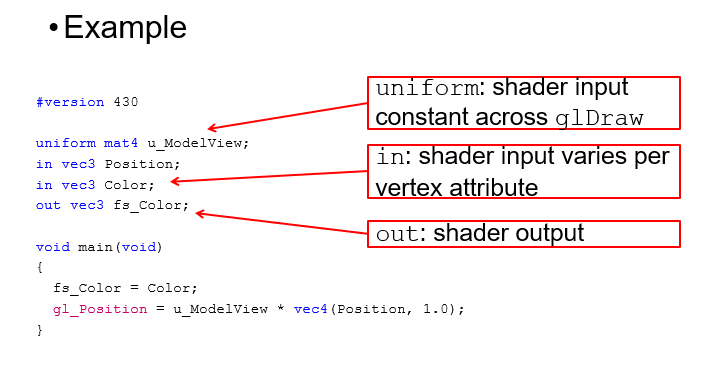 • Example
#version 430
uniform mat4 u_ModelView;
in vec3 Position;
in vec3 Color;
out vec3 fs_Color;
void main(void)
{
fs_Color = Color;
gl_Position = u_ModelView * vec4(Position, 1.0);
}
uniform: shader input
constant across glDraw
in: shader input varies per
vertex attribute
out: shader output